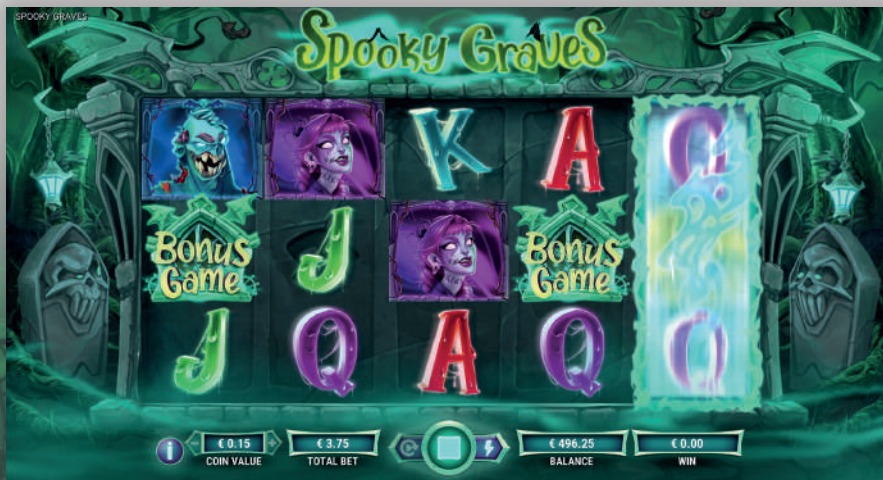 SPOOKY GRAVES
Spooky Graves
K A Q
Bonus Game J Bonus Game
J Q A Q Q
€ 0.15 € 3.75 € 496.25 € 0.00
COIN VALUE TOTAL BET BALANCE WIN